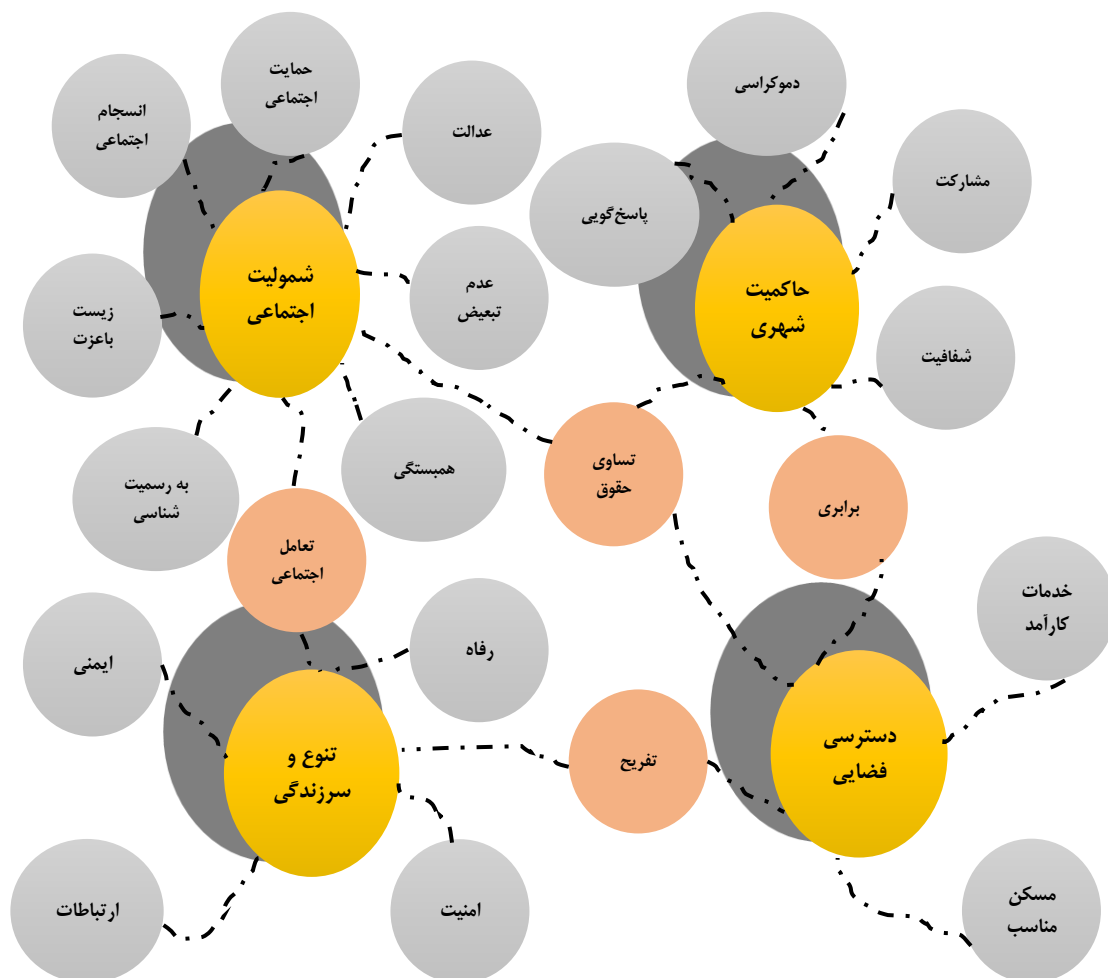 دموکراسی
حمایت
اجتماعی
انسجام
اجتماعی
عدالت
مشارکت
پاسخ‌گویی
شمولیت
اجتماعی
حاکمیت
شهری
عدم
تبعیض
زیست
باعزت
شفافیت
همبستگی
تساوی
حقوق
به رسمیت
شناسی
برابری
تعامل
اجتماعی
خدمات
کارآمد
رفاه
ایمنی
دسترسی
فضایی
تفریح
تنوع و
سرزندگی
مسکن
مناسب
امنیت
ارتباطات